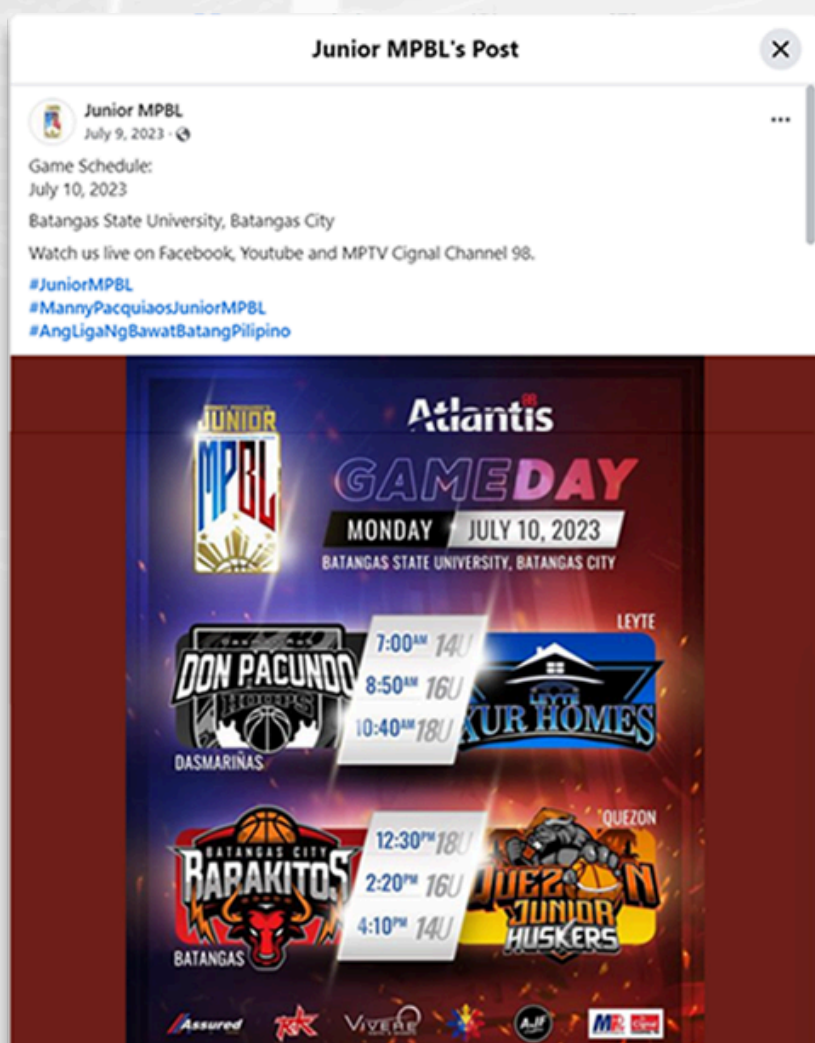 Junior MPBL's Post
Junior MPBL
July 9, 2023
Game Schedule:
July 10, 2023
Batangas State University, Batangas City
Watch us live on Facebook, Youtube and MPTV Cignal Channel 98.
#JuniorMPBL
#MannyPacquiaosJuniorMPBL
#AngLigaNgBawatBatangPilipino
JUNIOR
MPBL
Atlantis
GAMEDAY
MONDAY JULY 10, 2023
BATANGAS STATE UNIVERSITY, BATANGAS CITY
LEYTE
DON PACUNDO
HOOPS
DASMARIÑAS
7:00AM 14U
8:50AM 16U
10:40AM 18U
LEYTE
XUR HOMES
QUEZON
BATANGAS CITY
BARAKITOS
BATANGAS
12:30PM 18U
2:20PM 16U
4:10PM 14U
QUEZON
JUNIOR
HUSKERS
Assured
VIVERE
AJF